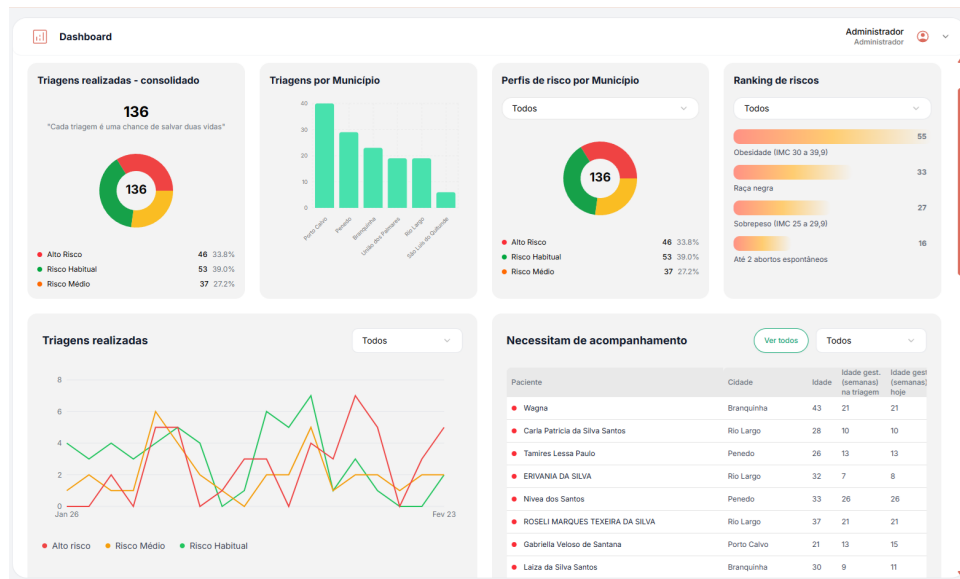 Dashboard
Administrador
Administrador
Triagens realizadas - consolidado
136
"Cada triagem é uma chance de salvar duas vidas"
136
Alto Risco 46 33.8%
Risco Habitual 53 39.0%
Risco Médio 37 27.2%
Triagens por Município
40
30
20
10
0
Porto Calvo
Penedo
Branquinha
União dos Palmares
Rio Largo
São Luís do Quitunde
Perfis de risco por Município
Todos
136
Alto Risco 46 33.8%
Risco Habitual 53 39.0%
Risco Médio 37 27.2%
Ranking de riscos
Todos
55
Obesidade (IMC 30 a 39,9)
33
Raça negra
27
Sobrepeso (IMC 25 a 29,9)
16
Até 2 abortos espontâneos
Triagens realizadas
Todos
8
6
4
2
0
Jan 26
Fev 23
Alto risco Risco Médio Risco Habitual
Necessitam de acompanhamento
Ver todos
Todos
Paciente Cidade Idade Idade gest. (semanas) na triagem Idade gest (semanas) hoje
Wagna Branquinha 43 21 21
Carla Patricia da Silva Santos Rio Largo 28 10 10
Tamires Lessa Paulo Penedo 26 13 13
ERIVANIA DA SILVA Rio Largo 32 7 8
Nivea dos Santos Penedo 33 26 26
ROSELI MARQUES TEXEIRA DA SILVA Rio Largo 37 21 21
Gabriella Veloso de Santana Porto Calvo 21 13 15
Laiza da Silva Santos Branquinha 30 9 11